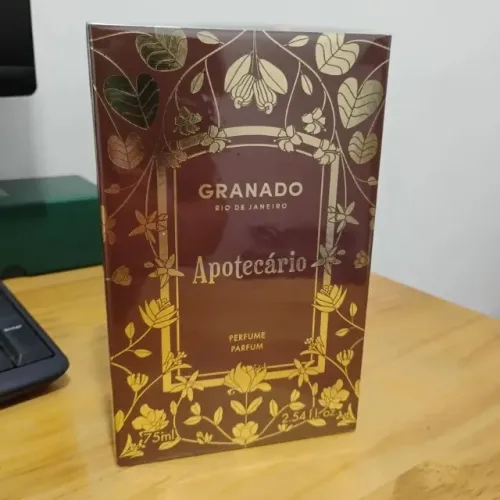 GRANADO
RIO DE JANEIRO
Apotecário
PERFUME
PARFUM
75ml
2.54 fl oz